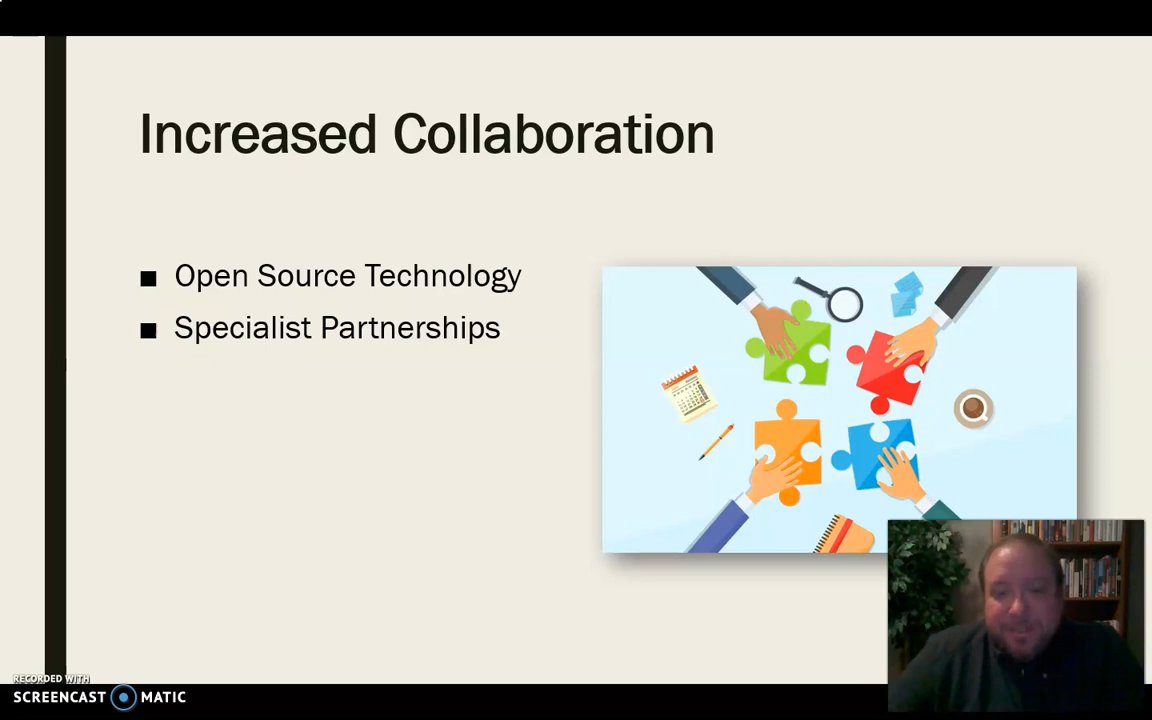 Increased Collaboration
■ Open Source Technology
■ Specialist Partnerships
RECORDED WITH
SCREENCAST MATIC